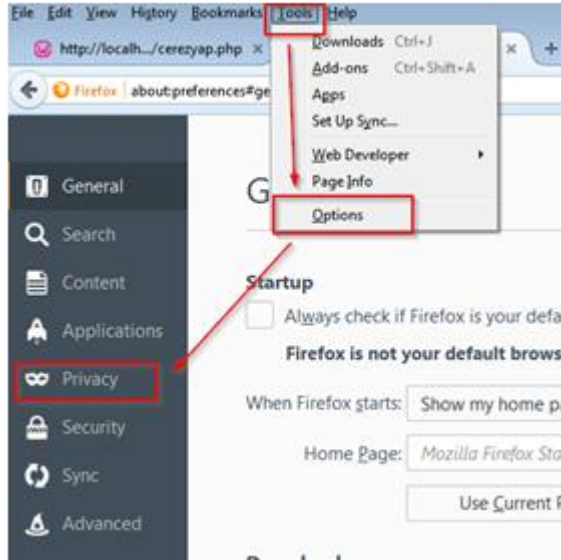 File Edit View History Bookmarks Tools Help
http://localh.../cerezyap.php × × +
Firefox about:preferences#ge
Downloads Ctrl+J
Add-ons Ctrl+Shift+A
Apps
Set Up Sync...
Web Developer
Page Info
Options
General
Search
Content
Applications
Privacy
Security
Sync
Advanced
G
Startup
Always check if Firefox is your defa
Firefox is not your default brows
When Firefox starts: Show my home pa
Home Page: Mozilla Firefox Sta
Use Current P